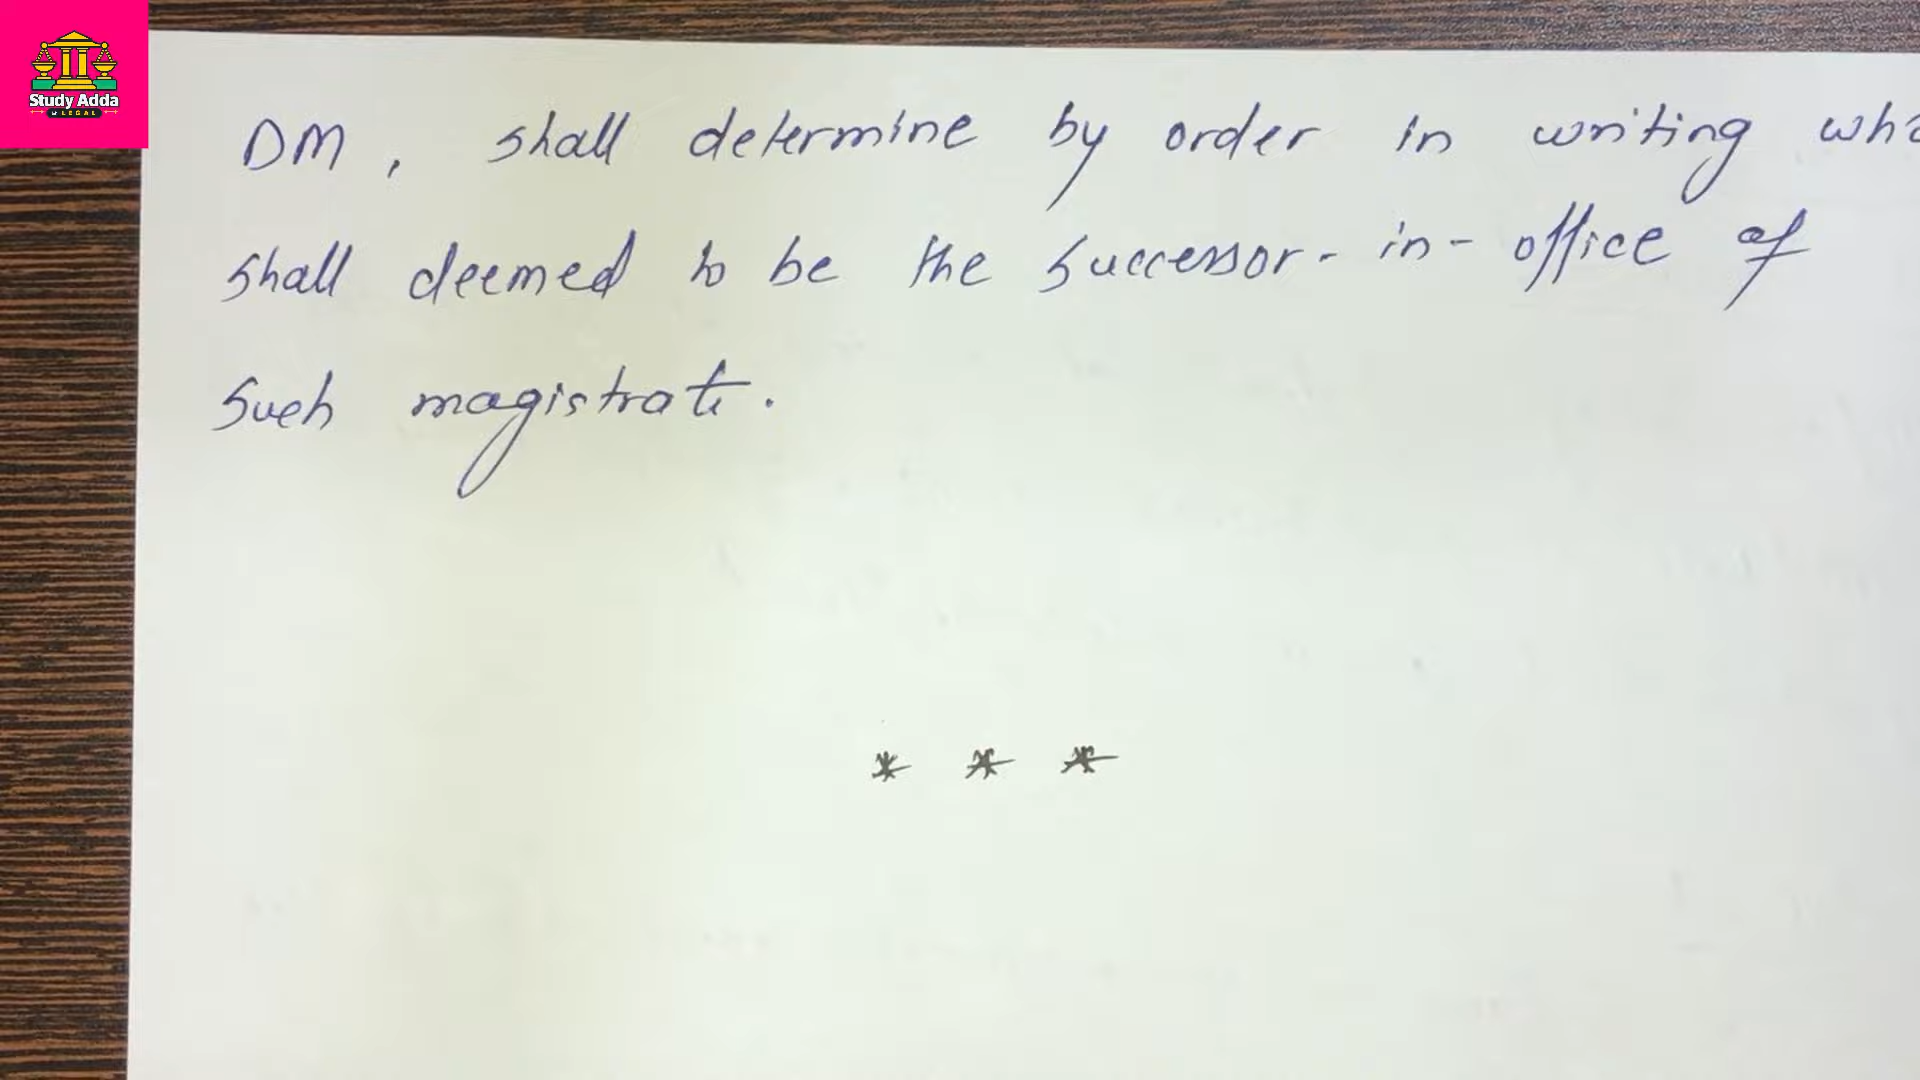 Study Adda
LEGAL
DM, shall determine by order in writing who
shall deemed to be the successor-in-office of
such magistrate.
* * *